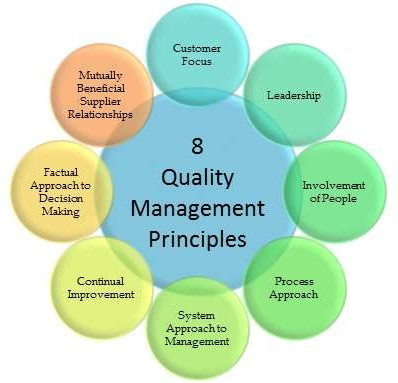 8
Quality
Management
Principles
Customer
Focus
Leadership
Involvement
of People
Process
Approach
System
Approach to
Management
Continual
Improvement
Factual
Approach to
Decision
Making
Mutually
Beneficial
Supplier
Relationships